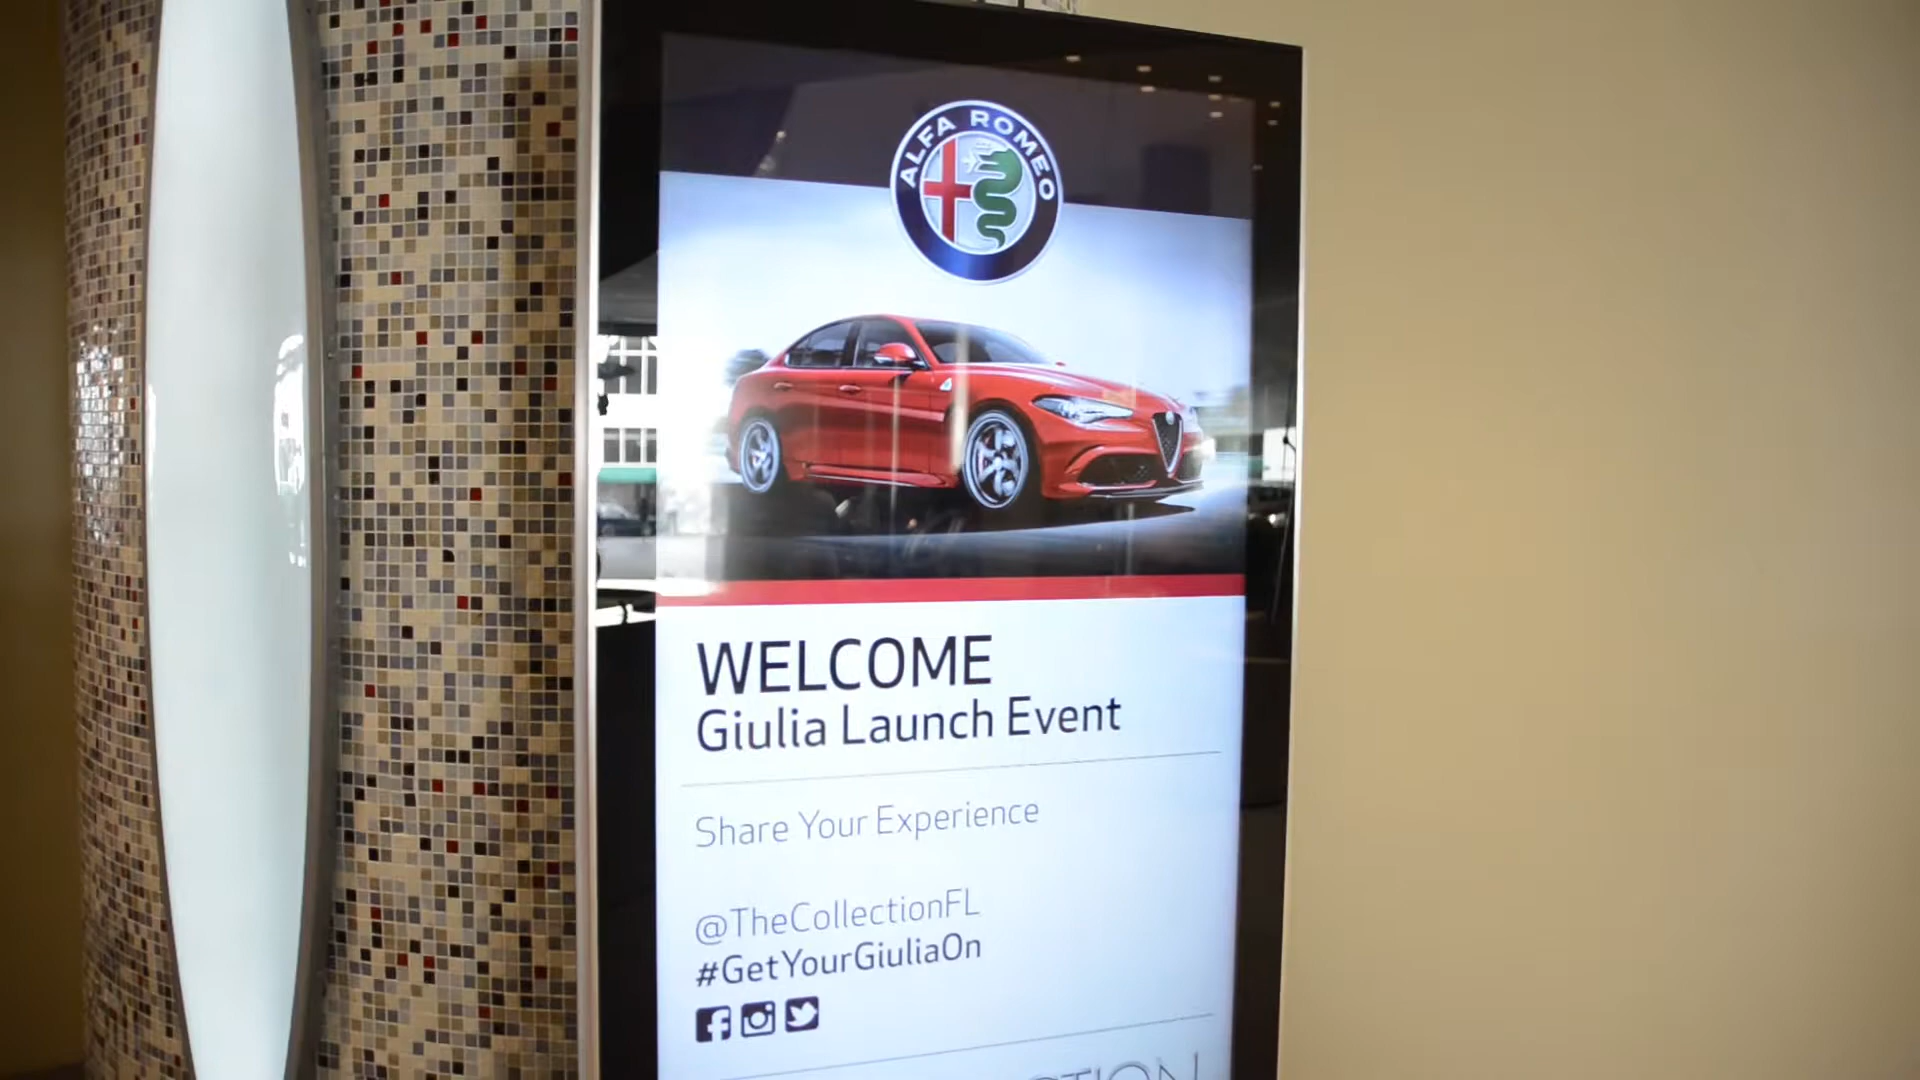 ALFA ROMEO
WELCOME
Giulia Launch Event
Share Your Experience
@TheCollectionFL
#GetYourGiuliaOn